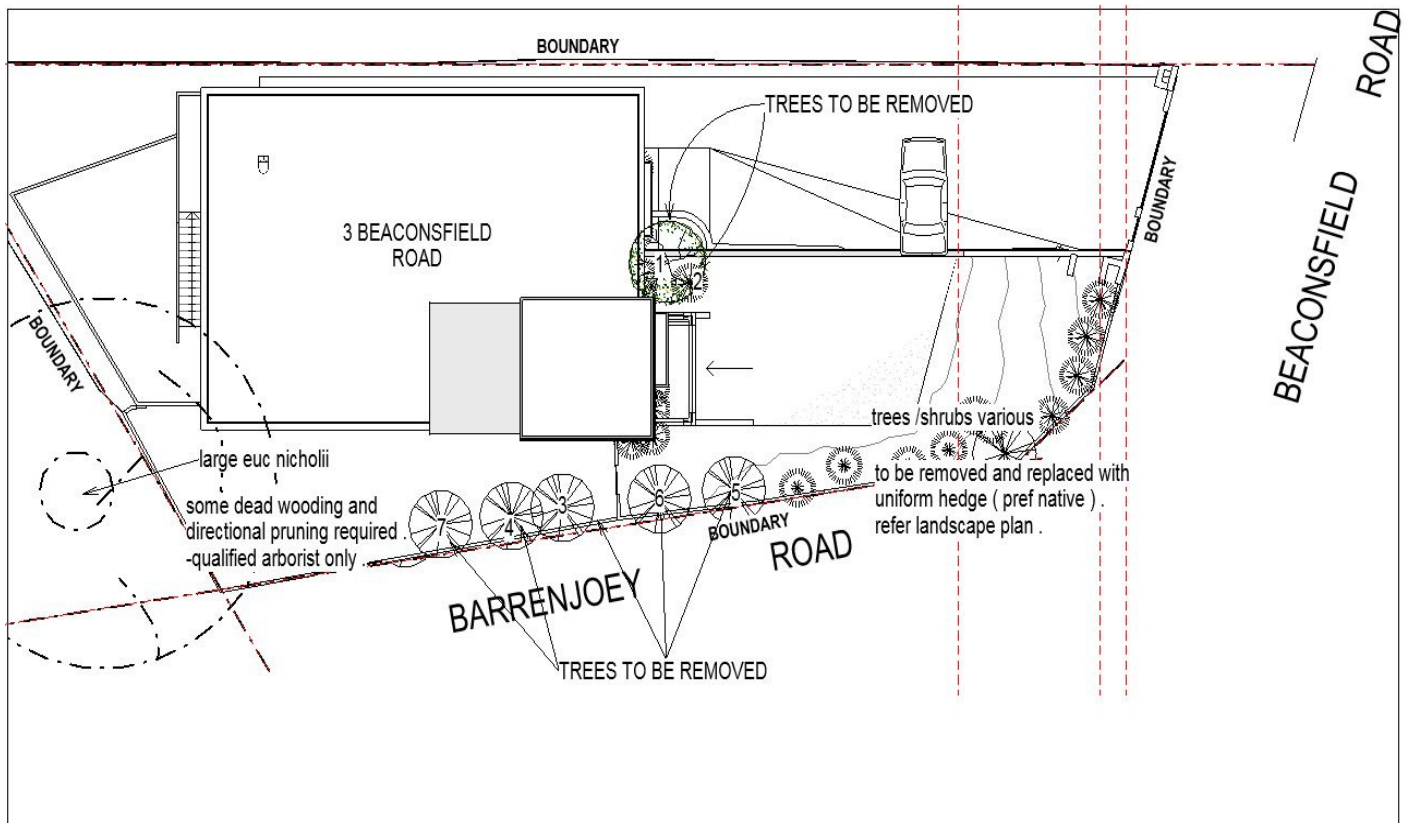 BOUNDARY
ROAD
TREES TO BE REMOVED
BOUNDARY
BEACONSFIELD
3 BEACONSFIELD
ROAD
1
2
BOUNDARY
trees /shrubs various
large euc nicholii
to be removed and replaced with
uniform hedge ( pref native ) .
refer landscape plan .
some dead wooding and
directional pruning required .
-qualified arborist only .
7
4
3
6
5
BOUNDARY
BARRENJOEY ROAD
TREES TO BE REMOVED